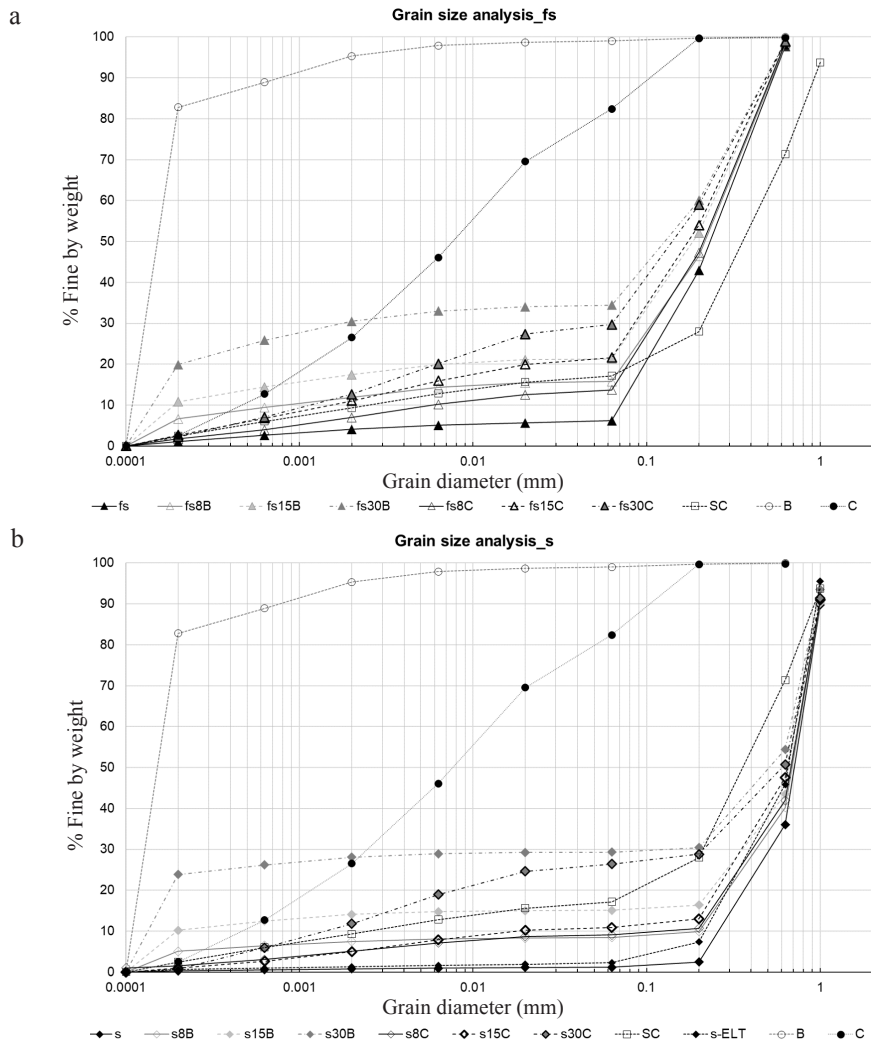 a
Grain size analysis_fs
100
90
80
70
60
50
40
30
20
10
0
% Fine by weight
0.0001 0.001 0.01 0.1 1
Grain diameter (mm)
fs fs8B fs15B fs30B fs8C fs15C fs30C SC B C
b
Grain size analysis_s
100
90
80
70
60
50
40
30
20
10
0
% Fine by weight
0.0001 0.001 0.01 0.1 1
Grain diameter (mm)
s s8B s15B s30B s8C s15C s30C SC s-ELT B C